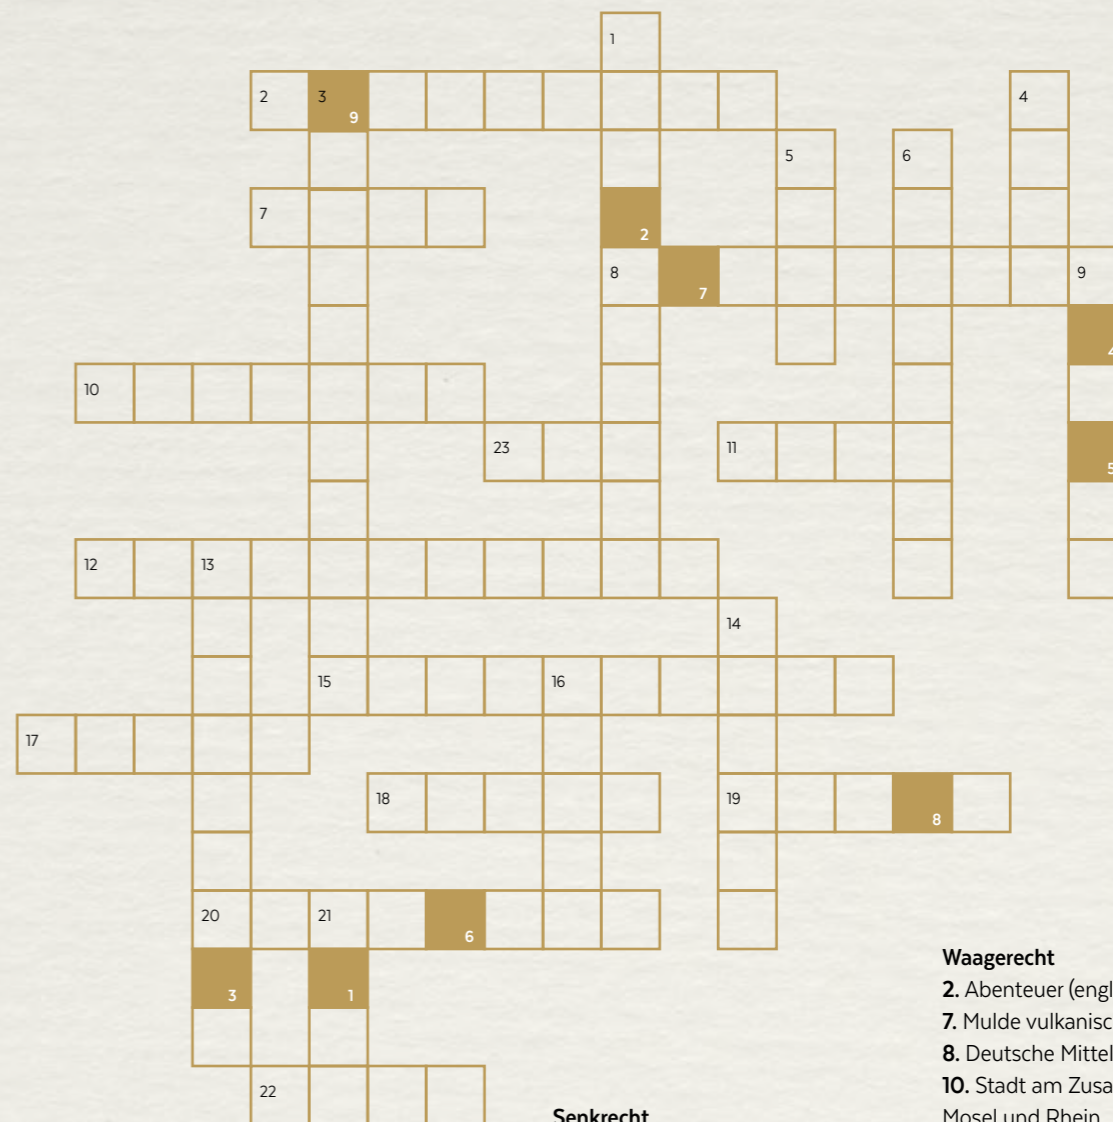 1
2 3 9 4
5 6
7 2
8 7 9
4
10
23 11 5
12 13
14
15 16
17
18 19 8
20 21 6
3 1
22
Waagerecht
2. Abenteuer (engl
7. Mulde vulkanisc
8. Deutsche Mittel
10. Stadt am Zusa
Mosel und Rhein
Senkrecht